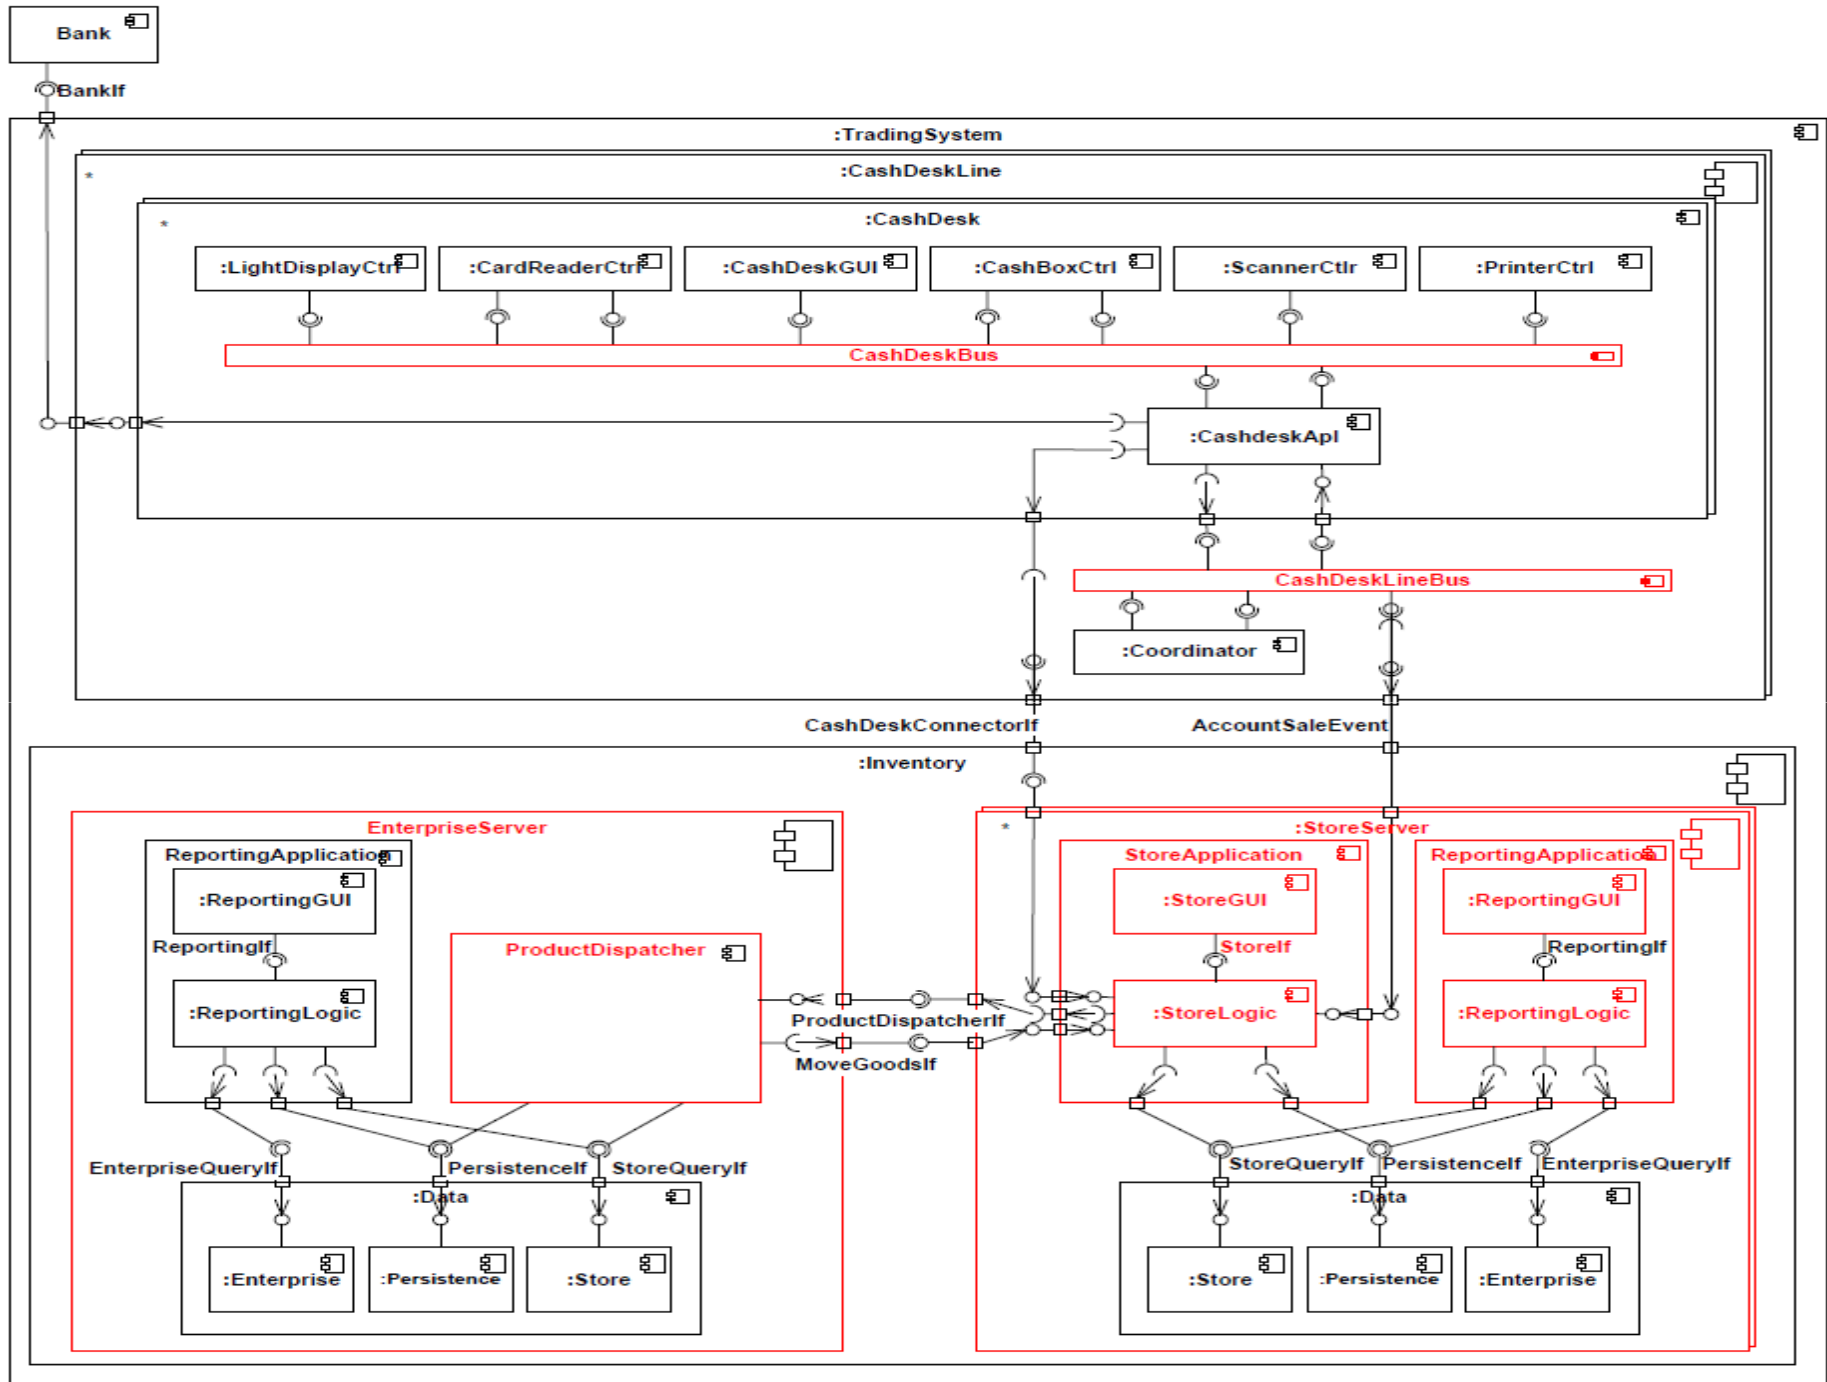 Bank
BankIf
:TradingSystem
* :CashDeskLine
* :CashDesk
:LightDisplayCtrl :CardReaderCtrl :CashDeskGUI :CashBoxCtrl :ScannerCtlr :PrinterCtrl
CashDeskBus
:CashdeskApl
CashDeskLineBus
:Coordinator
CashDeskConnectorIf AccountSaleEvent
:Inventory
EnterpriseServer * :StoreServer
ReportingApplication StoreApplication ReportingApplication
:ReportingGUI :StoreGUI :ReportingGUI
ReportingIf ProductDispatcher StoreIf ReportingIf
:ReportingLogic :StoreLogic :ReportingLogic
ProductDispatcherIf
MoveGoodsIf
EnterpriseQueryIf PersistenceIf StoreQueryIf StoreQueryIf PersistenceIf EnterpriseQueryIf
:Data :Data
:Enterprise :Persistence :Store :Store :Persistence :Enterprise